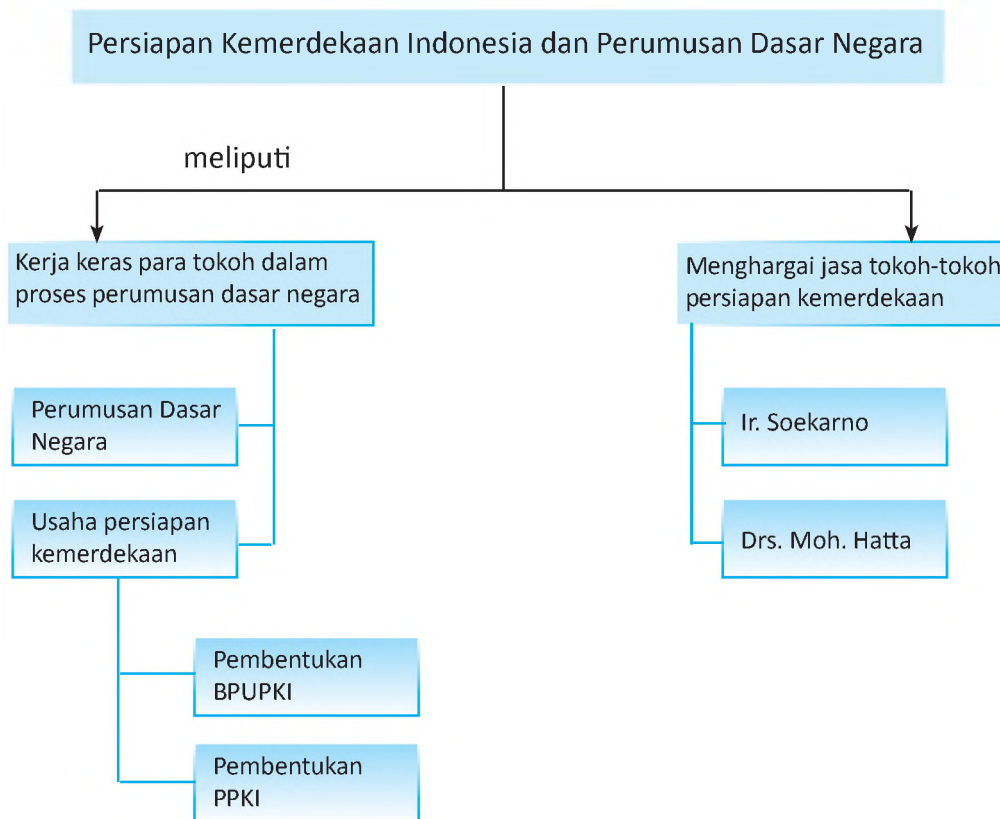 Persiapan Kemerdekaan Indonesia dan Perumusan Dasar Negara
meliputi
Kerja keras para tokoh dalam
proses perumusan dasar negara
Perumusan Dasar
Negara
Usaha persiapan
kemerdekaan
Pembentukan
BPUPKI
Pembentukan
PPKI
Menghargai jasa tokoh-tokoh
persiapan kemerdekaan
Ir. Soekarno
Drs. Moh. Hatta